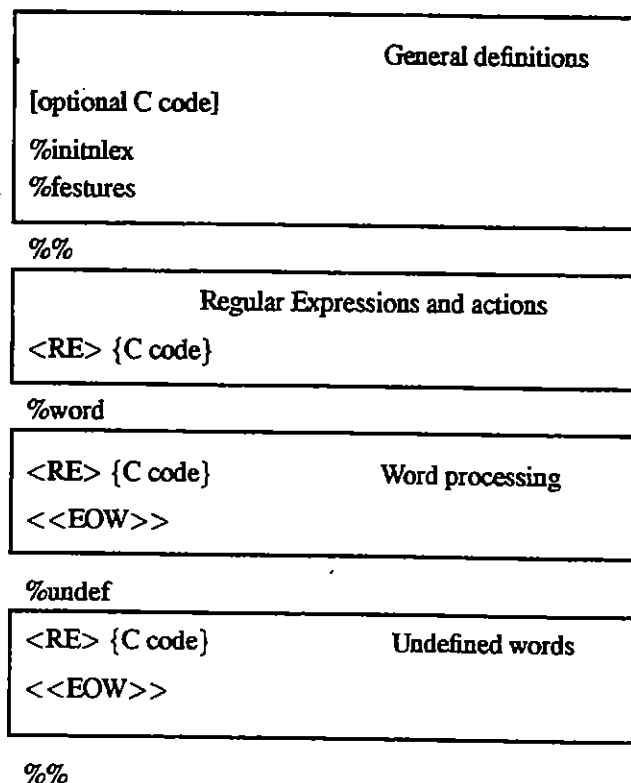 General definitions
[optional C code]
%initnlex
%festures
%%
Regular Expressions and actions
<RE> {C code}
%word
<RE> {C code} Word processing
<<EOW>>
%undef
<RE> {C code} Undefined words
<<EOW>>
%%